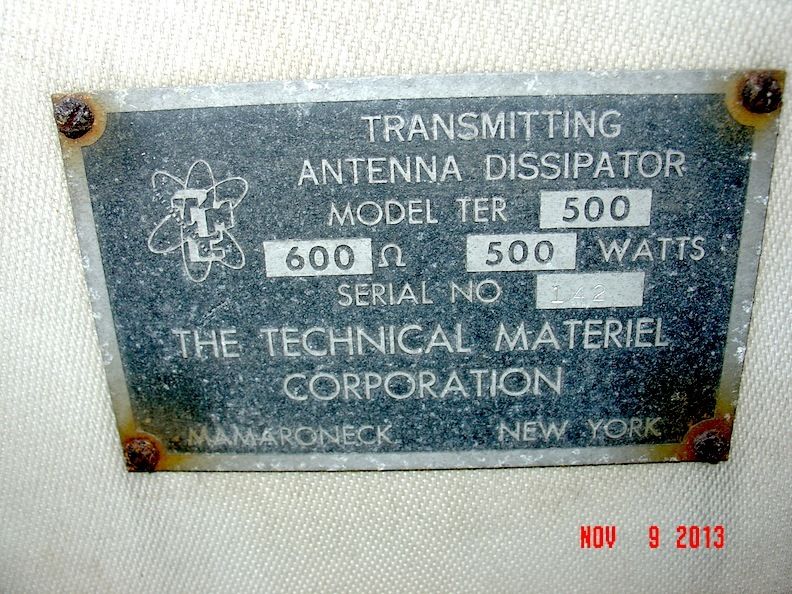 TRANSMITTING
ANTENNA DISSIPATOR
MODEL TER 500
600 Ω 500 WATTS
SERIAL NO 142
THE TECHNICAL MATERIEL
CORPORATION
MAMARONECK NEW YORK
NOV 9 2013